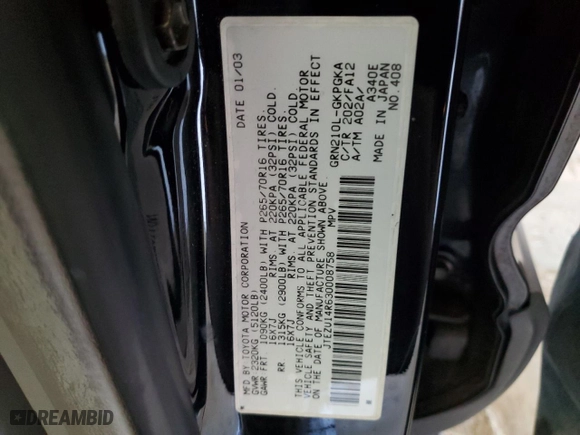 MFD BY TOYOTA MOTOR CORPORATION DATE 01/03
GVWR 2320KG (5120LB)
GAWR FRT 1090KG (2400LB) WITH P265/70R16 TIRES.
16X7J RIMS AT 220KPA (32PSI) COLD.
RR 1315KG (2900LB) WITH P265/70R16 TIRES.
16X7J RIMS AT 220KPA (32PSI) COLD.
THIS VEHICLE CONFORMS TO ALL APPLICABLE FEDERAL MOTOR
VEHICLE SAFETY AND THEFT PREVENTION STANDARDS IN EFFECT
ON THE DATE OF MANUFACTURE SHOWN ABOVE.
JTEZU14R630008758 MPV
GRN210L-GKPGKA
C/TR 202/FA12
A/TM A02A/ A340E
MADE IN JAPAN
NO.408
DREAMBID